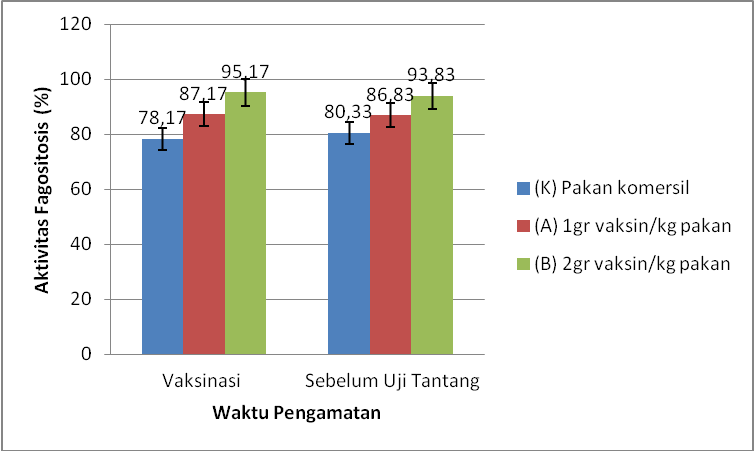 120
100
80
60
40
20
0
Aktivitas Fagositosis (%)
78,17
87,17
95,17
80,33
86,83
93,83
Vaksinasi
Sebelum Uji Tantang
Waktu Pengamatan
(K) Pakan komersil
(A) 1gr vaksin/kg pakan
(B) 2gr vaksin/kg pakan